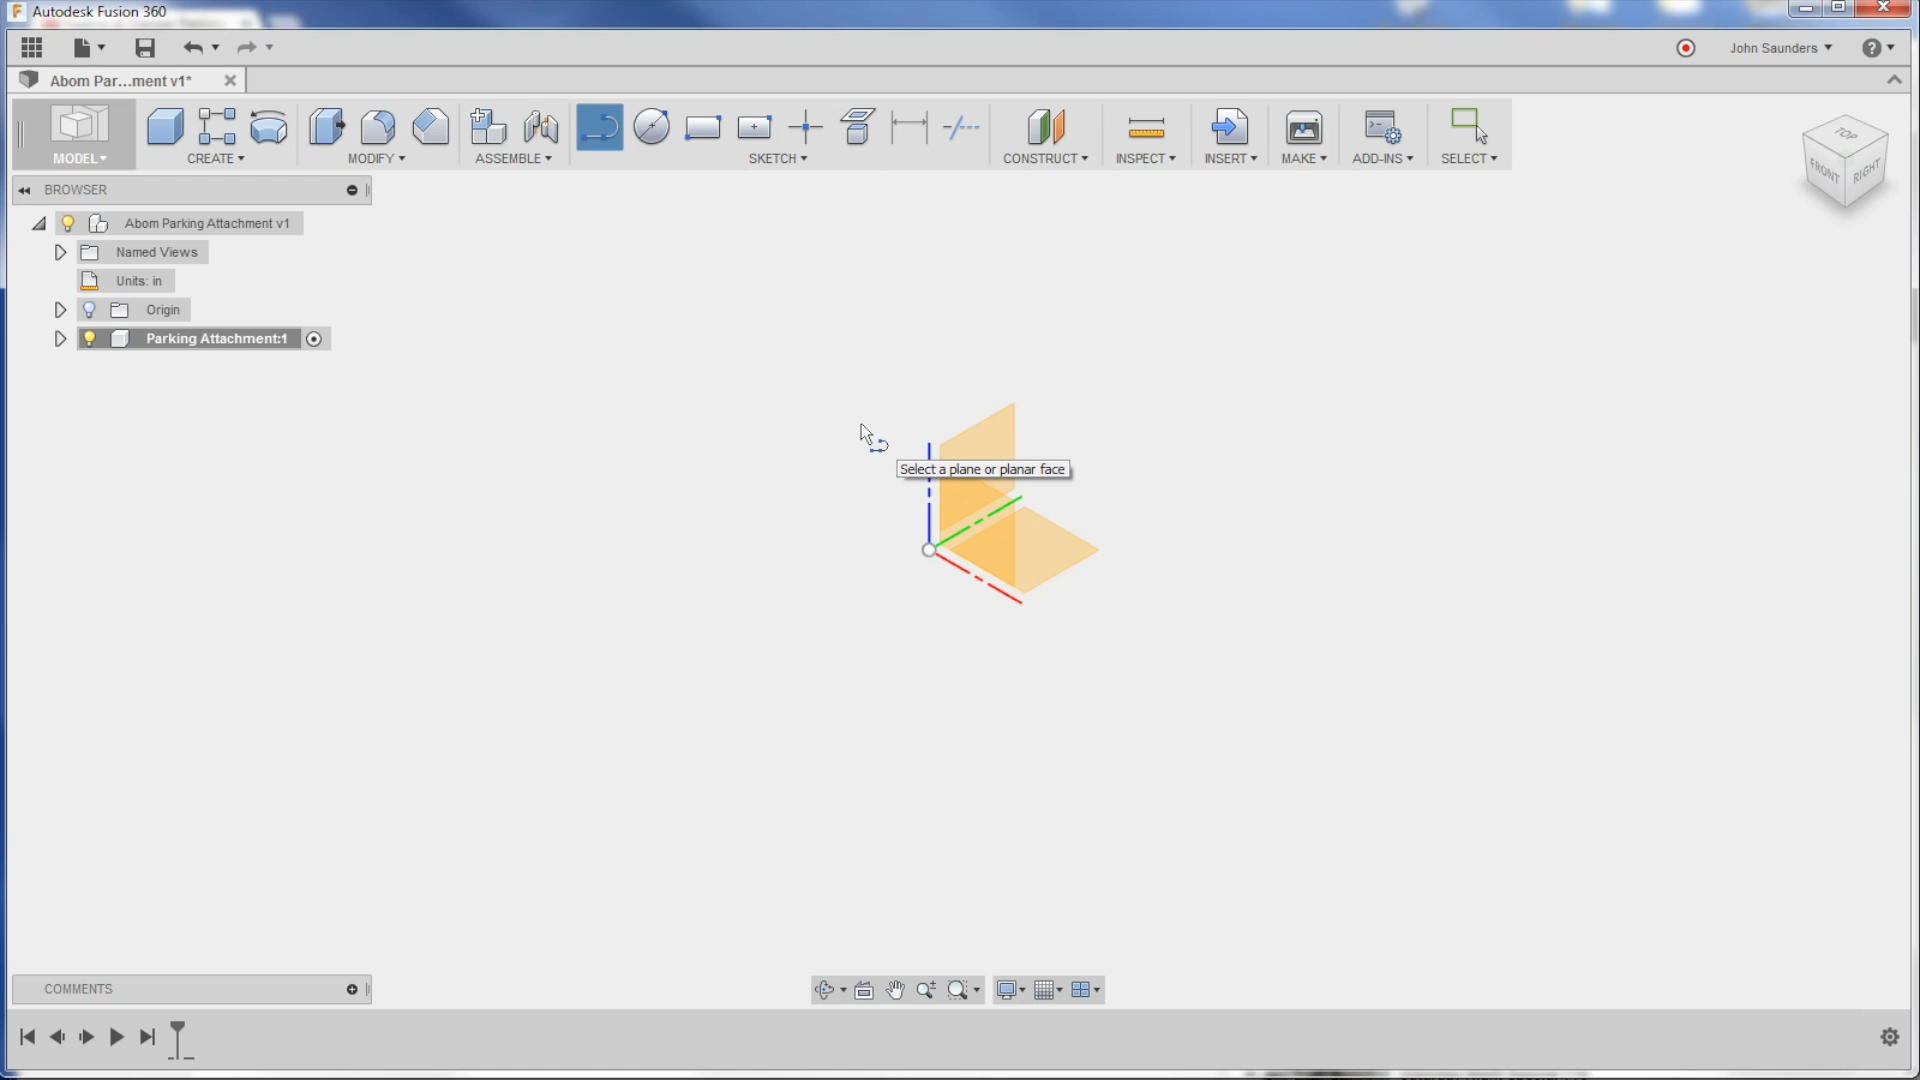 Autodesk Fusion 360
John Saunders
Abom Par...ment v1*
MODEL
CREATE
MODIFY
ASSEMBLE
SKETCH
CONSTRUCT
INSPECT
INSERT
MAKE
ADD-INS
SELECT
TOP
FRONT
RIGHT
BROWSER
Abom Parking Attachment v1
Named Views
Units: in
Origin
Parking Attachment:1
Select a plane or planar face
COMMENTS